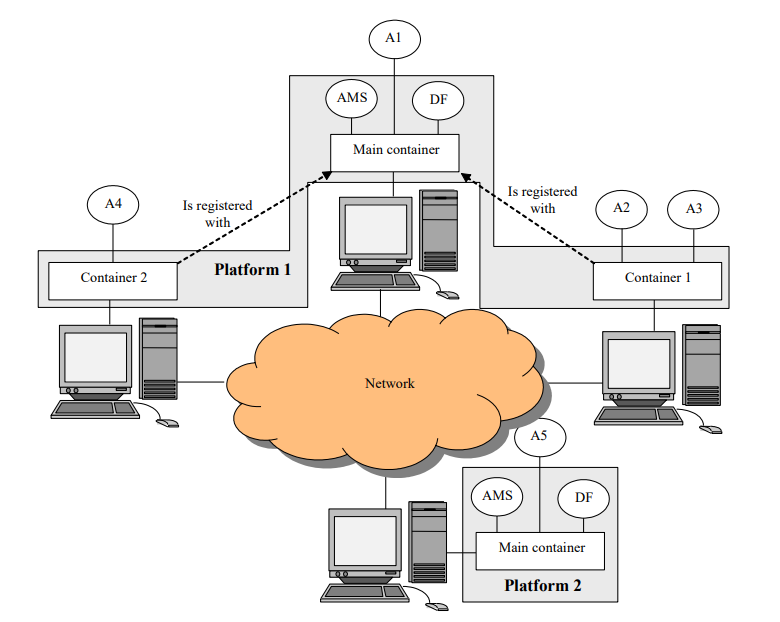 A1
AMS
DF
Main container
Is registered
with
Is registered
with
A4
A2
A3
Container 2
Platform 1
Container 1
Network
A5
AMS
DF
Main container
Platform 2